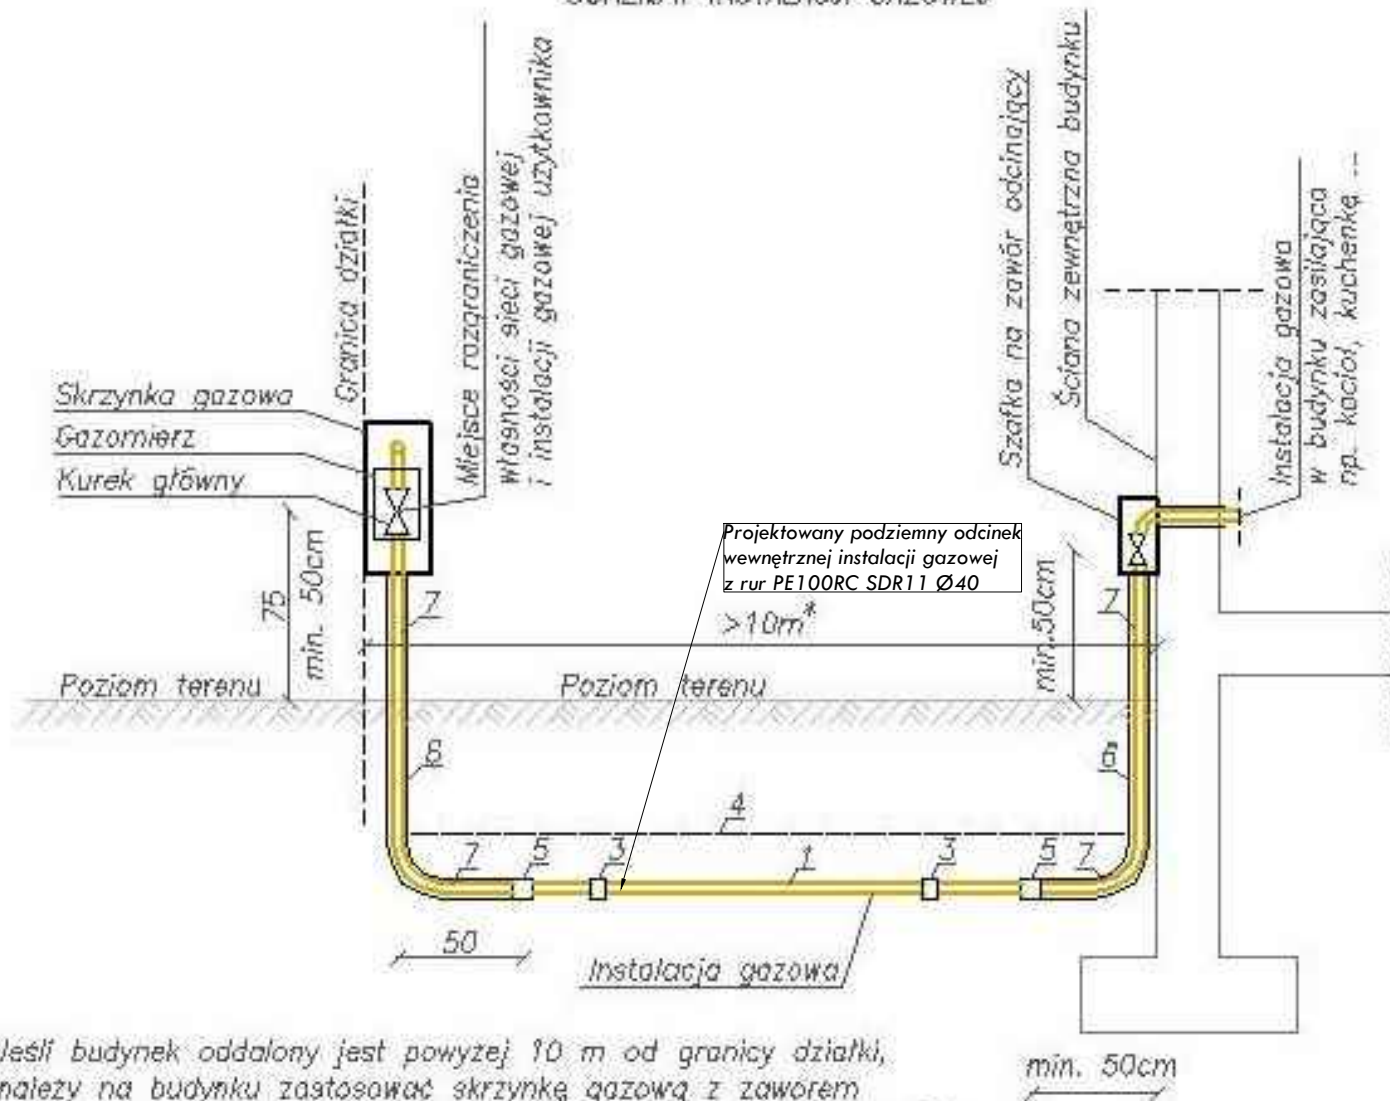 Granica działki
Miejsce rozgraniczenia
własności sieci gazowej
i instalacji gazowej użytkownika
Szafka na zawór odcinający
Ściana zewnętrzna budynku
Instalacja gazowa
w budynku zasilająca
np. kocioł, kuchenkę ...
Skrzynka gazowa
Gazomierz
Kurek główny
75
min. 50cm
7
Projektowany podziemny odcinek
wewnętrznej instalacji gazowej
z rur PE100RC SDR11 Ø40
>10m*
min.50cm
7
Poziom terenu
Poziom terenu
6
6
4
7
5
3
1
3
5
7
50
Instalacja gazowa
Jeśli budynek oddalony jest powyżej 10 m od granicy działki,
należy na budynku zastosować skrzynkę gazową z zaworem
min. 50cm